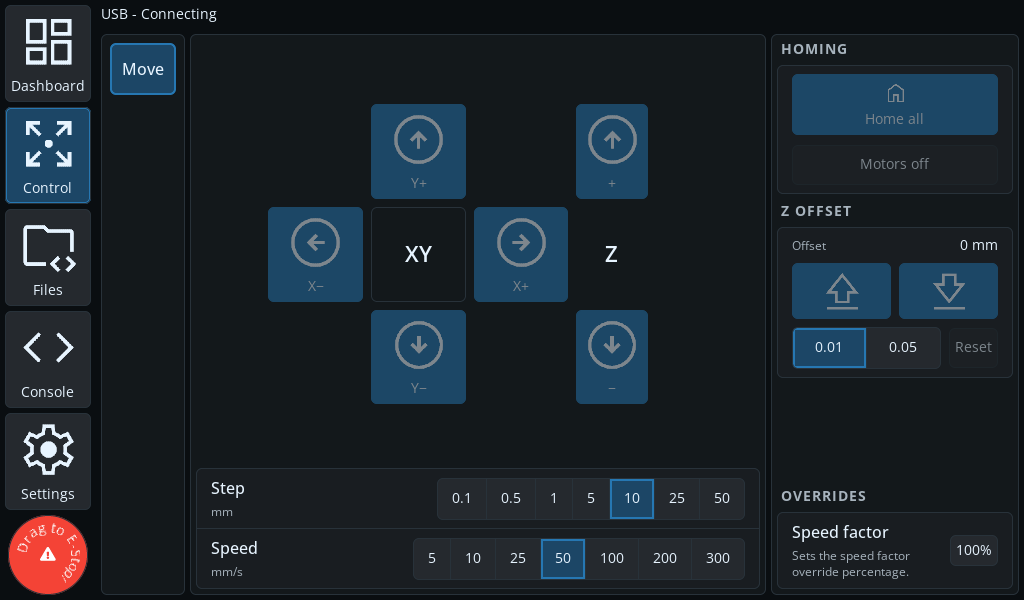 USB - Connecting
Dashboard
Control
Files
Console
Settings
Drag to E-Stop!
Move
Y+
X−
XY
X+
Y−
+
Z
−
Step
mm
0.1 0.5 1 5 10 25 50
Speed
mm/s
5 10 25 50 100 200 300
HOMING
Home all
Motors off
Z OFFSET
Offset 0 mm
0.01 0.05 Reset
OVERRIDES
Speed factor
Sets the speed factor
override percentage.
100%